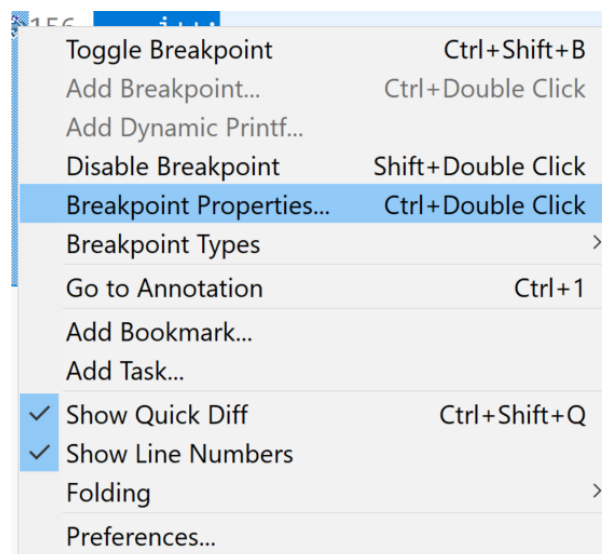 156 i++;
Toggle Breakpoint Ctrl+Shift+B
Add Breakpoint... Ctrl+Double Click
Add Dynamic Printf...
Disable Breakpoint Shift+Double Click
Breakpoint Properties... Ctrl+Double Click
Breakpoint Types
Go to Annotation Ctrl+1
Add Bookmark...
Add Task...
Show Quick Diff Ctrl+Shift+Q
Show Line Numbers
Folding
Preferences...